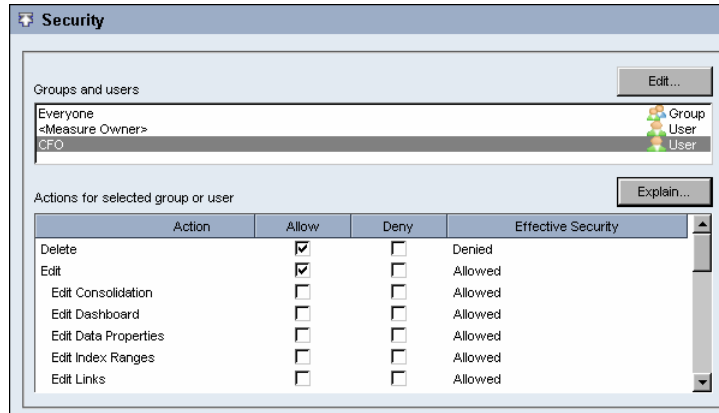 Security
Edit...
Groups and users
Everyone Group
<Measure Owner> User
CFO User
Explain...
Actions for selected group or user
Action Allow Deny Effective Security
Delete Denied
Edit Allowed
Edit Consolidation Allowed
Edit Dashboard Allowed
Edit Data Properties Allowed
Edit Index Ranges Allowed
Edit Links Allowed